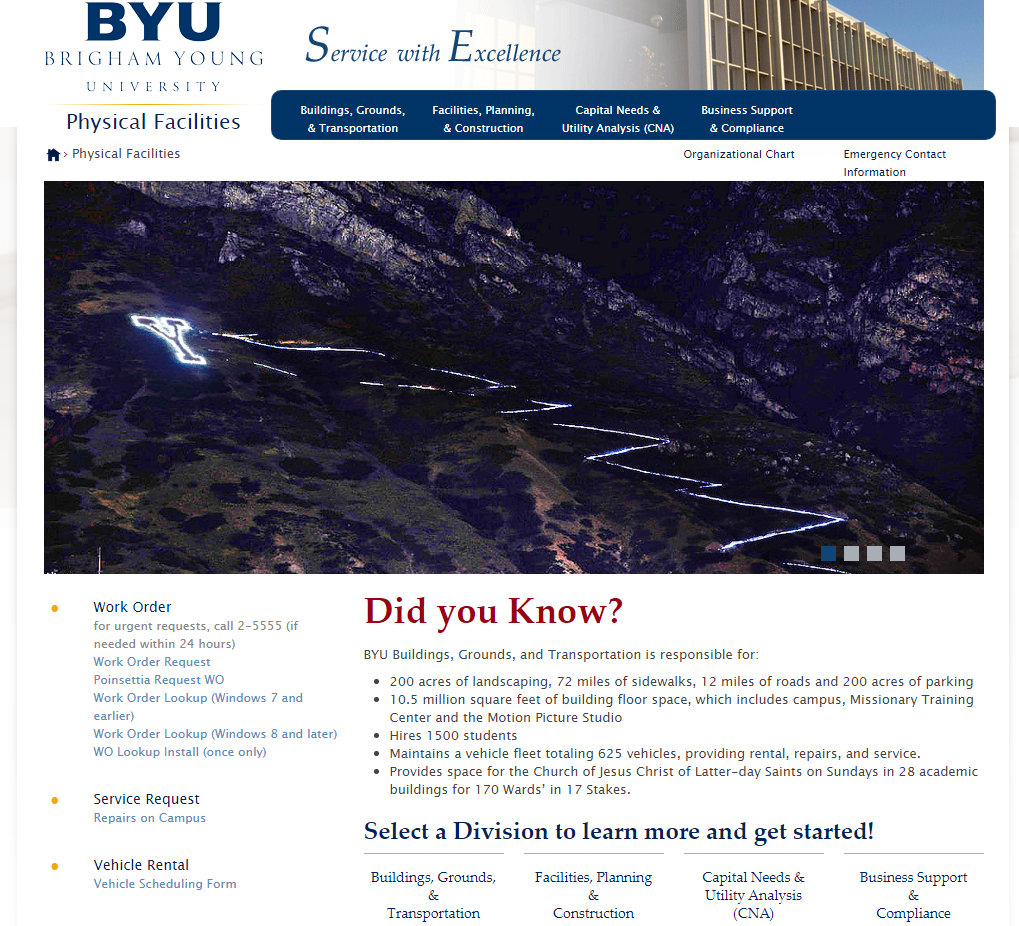 BYU
BRIGHAM YOUNG
UNIVERSITY
Physical Facilities
Service with Excellence
Buildings, Grounds,
& Transportation
Facilities, Planning,
& Construction
Capital Needs &
Utility Analysis (CNA)
Business Support
& Compliance
› Physical Facilities
Organizational Chart
Emergency Contact
Information
Y
Work Order
for urgent requests, call 2-5555 (if
needed within 24 hours)
Work Order Request
Poinsettia Request WO
Work Order Lookup (Windows 7 and
earlier)
Work Order Lookup (Windows 8 and later)
WO Lookup Install (once only)
Service Request
Repairs on Campus
Vehicle Rental
Vehicle Scheduling Form
Did you Know?
BYU Buildings, Grounds, and Transportation is responsible for:
200 acres of landscaping, 72 miles of sidewalks, 12 miles of roads and 200 acres of parking
10.5 million square feet of building floor space, which includes campus, Missionary Training
Center and the Motion Picture Studio
Hires 1500 students
Maintains a vehicle fleet totaling 625 vehicles, providing rental, repairs, and service.
Provides space for the Church of Jesus Christ of Latter-day Saints on Sundays in 28 academic
buildings for 170 Wards’ in 17 Stakes.
Select a Division to learn more and get started!
Buildings, Grounds,
&
Transportation
Facilities, Planning
&
Construction
Capital Needs &
Utility Analysis
(CNA)
Business Support
&
Compliance